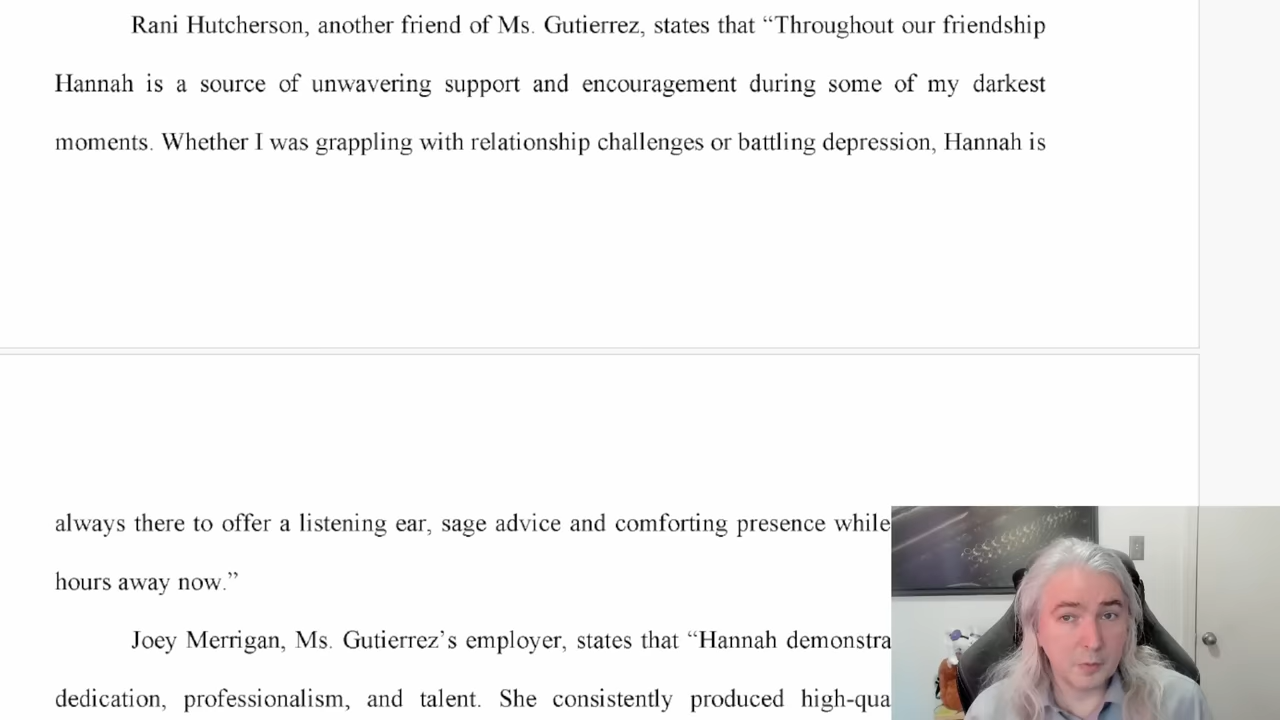 Rani Hutcherson, another friend of Ms. Gutierrez, states that “Throughout our friendship
Hannah is a source of unwavering support and encouragement during some of my darkest
moments. Whether I was grappling with relationship challenges or battling depression, Hannah is
always there to offer a listening ear, sage advice and comforting presence while
hours away now.”
Joey Merrigan, Ms. Gutierrez’s employer, states that “Hannah demonstra
dedication, professionalism, and talent. She consistently produced high-qua